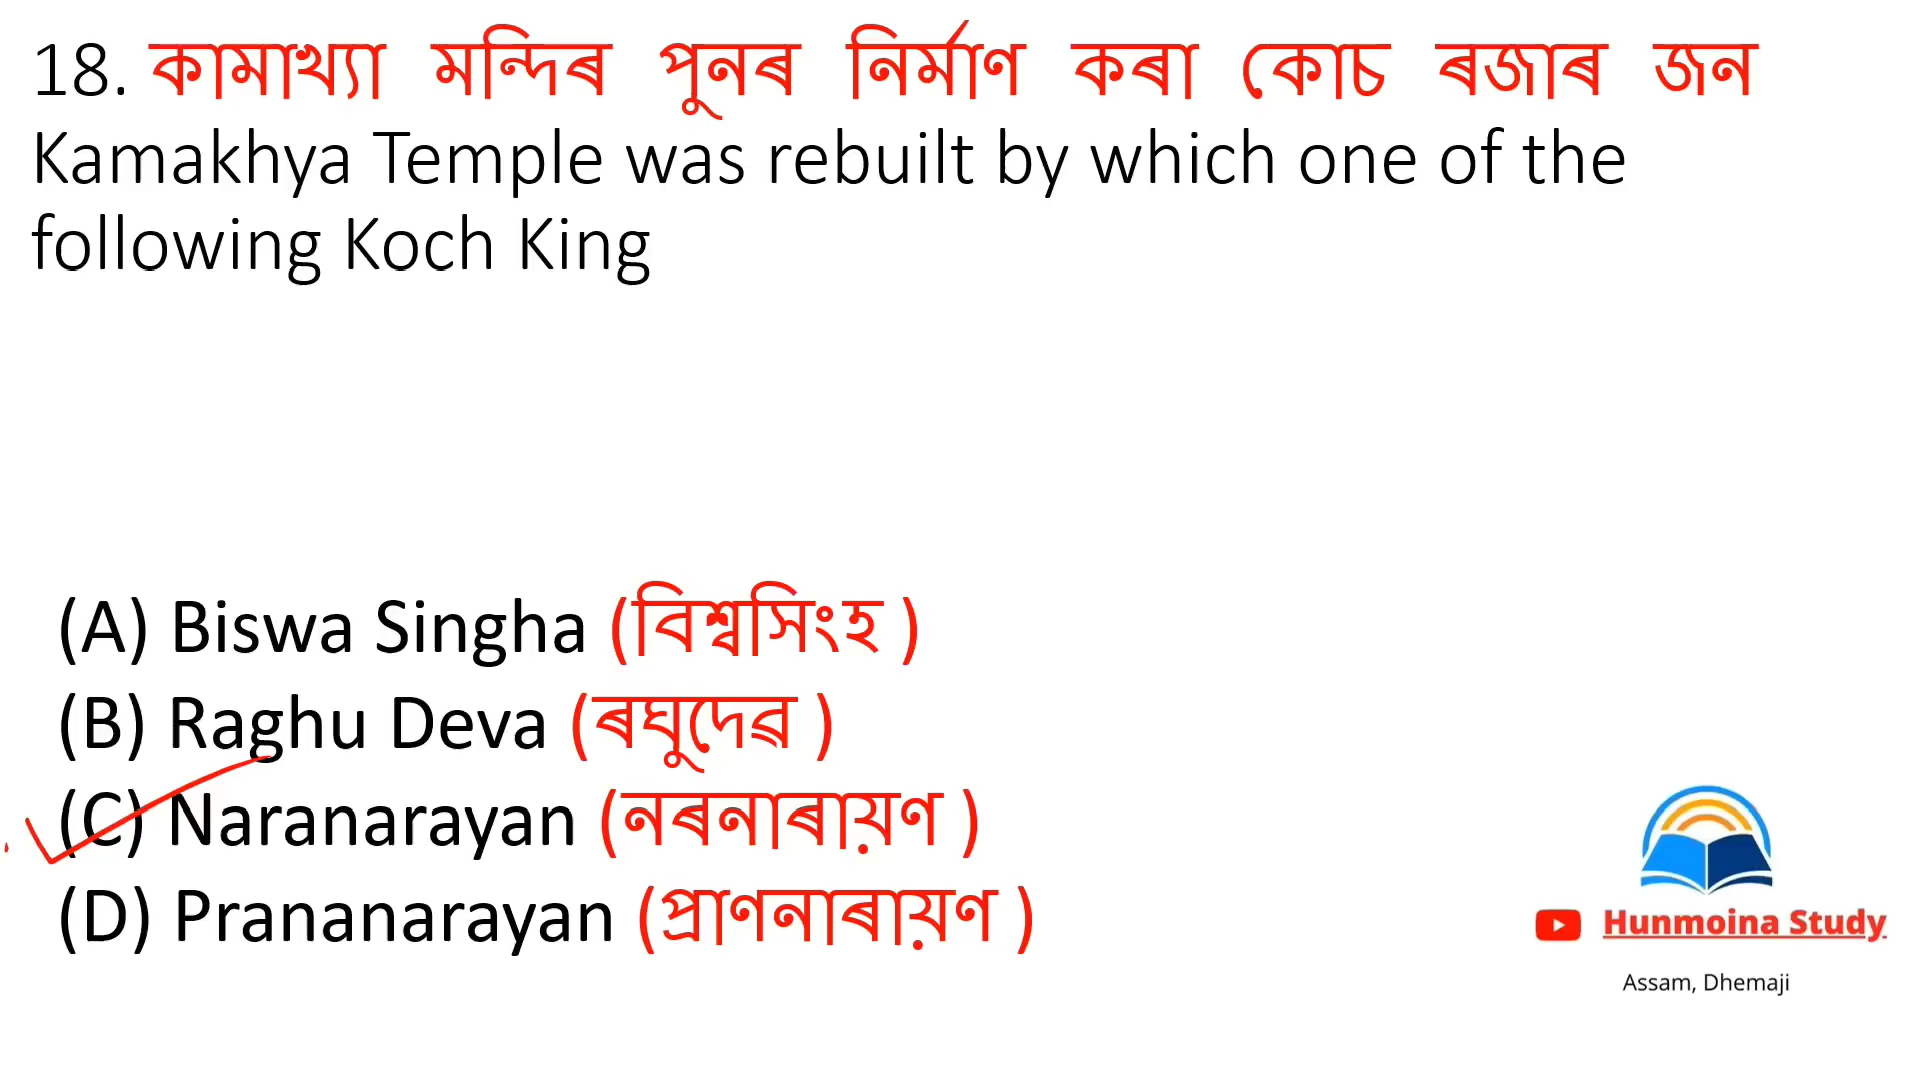 18. কামাখ্যা মন্দিৰ পুনৰ নিৰ্মাণ কৰা কোচ ৰজাৰ জন
Kamakhya Temple was rebuilt by which one of the
following Koch King
(A) Biswa Singha (বিশ্বসিংহ )
(B) Raghu Deva (ৰঘুদেৱ )
(C) Naranarayan (নৰনাৰায়ণ )
(D) Prananarayan (প্ৰাণনাৰায়ণ )
Hunmoina Study
Assam, Dhemaji